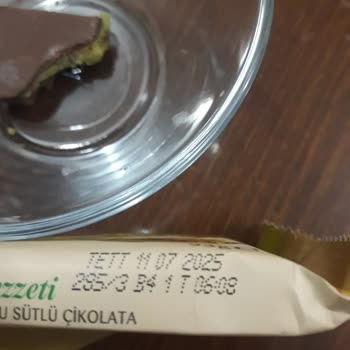 TETT 11 07 2025
285/3 B4 1 T 06:08
ezzeti
U SÜTLÜ ÇİKOLATA